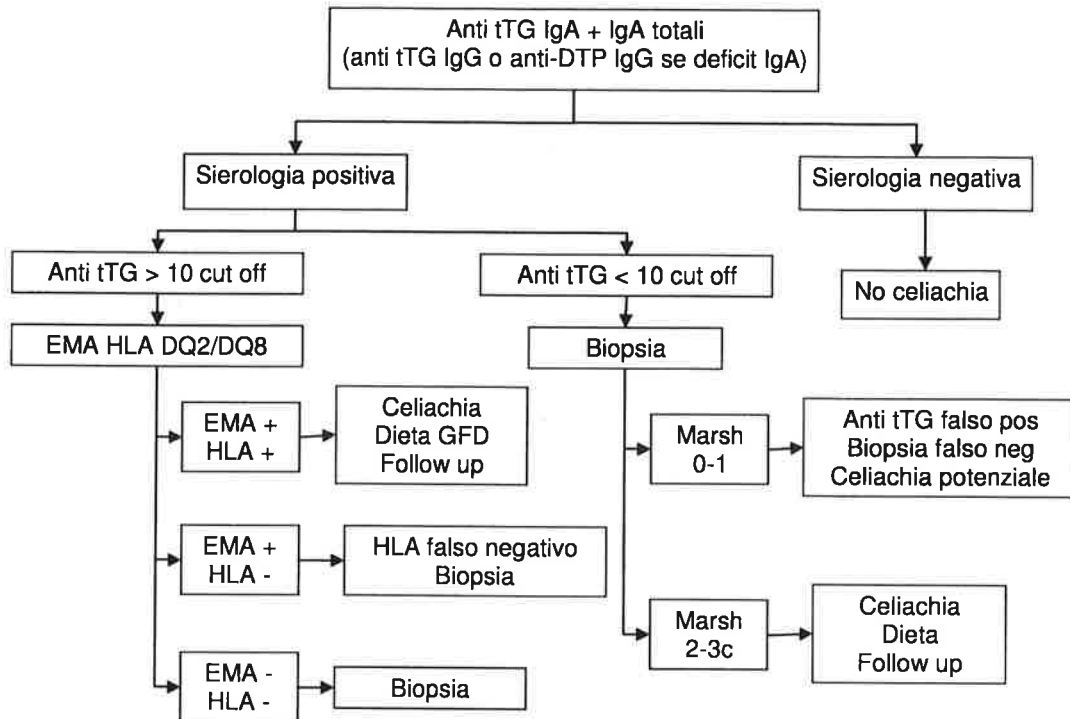 Anti tTG IgA + IgA totali
(anti tTG IgG o anti-DTP IgG se deficit IgA)
Sierologia positiva
Sierologia negativa
Anti tTG > 10 cut off
Anti tTG < 10 cut off
No celiachia
EMA HLA DQ2/DQ8
Biopsia
EMA +
HLA +
Celiachia
Dieta GFD
Follow up
Marsh
0-1
Anti tTG falso pos
Biopsia falso neg
Celiachia potenziale
EMA +
HLA -
HLA falso negativo
Biopsia
Marsh
2-3c
Celiachia
Dieta
Follow up
EMA -
HLA -
Biopsia